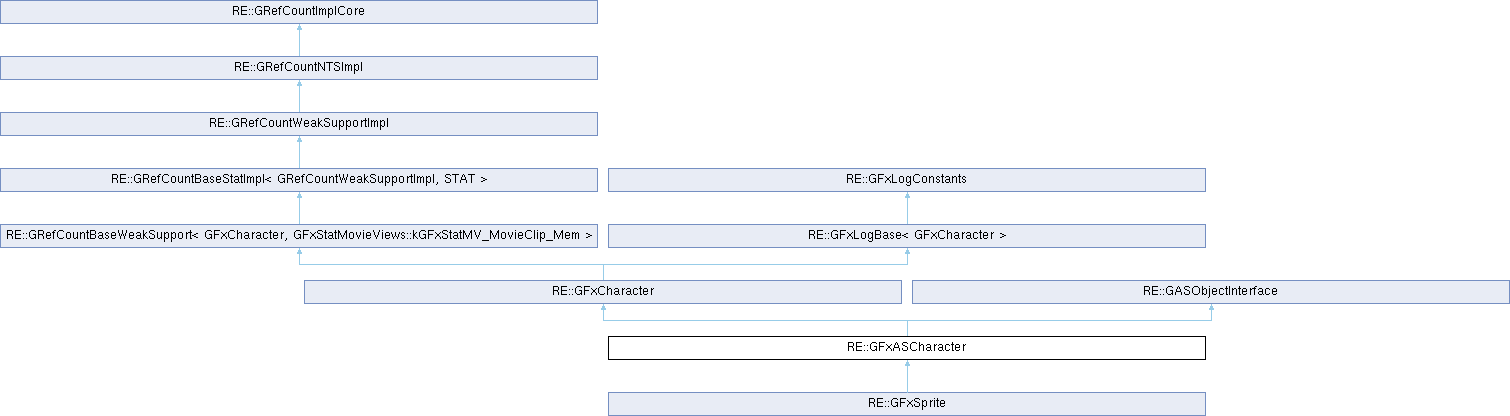 RE::GRefCountImplCore
RE::GRefCountNTSImpl
RE::GRefCountWeakSupportImpl
RE::GRefCountBaseStatImpl< GRefCountWeakSupportImpl, STAT >
RE::GFxLogConstants
RE::GRefCountBaseWeakSupport< GFxCharacter, GFxStatMovieViews::kGFxStatMV_MovieClip_Mem >
RE::GFxLogBase< GFxCharacter >
RE::GFxCharacter
RE::GASObjectInterface
RE::GFxASCharacter
RE::GFxSprite